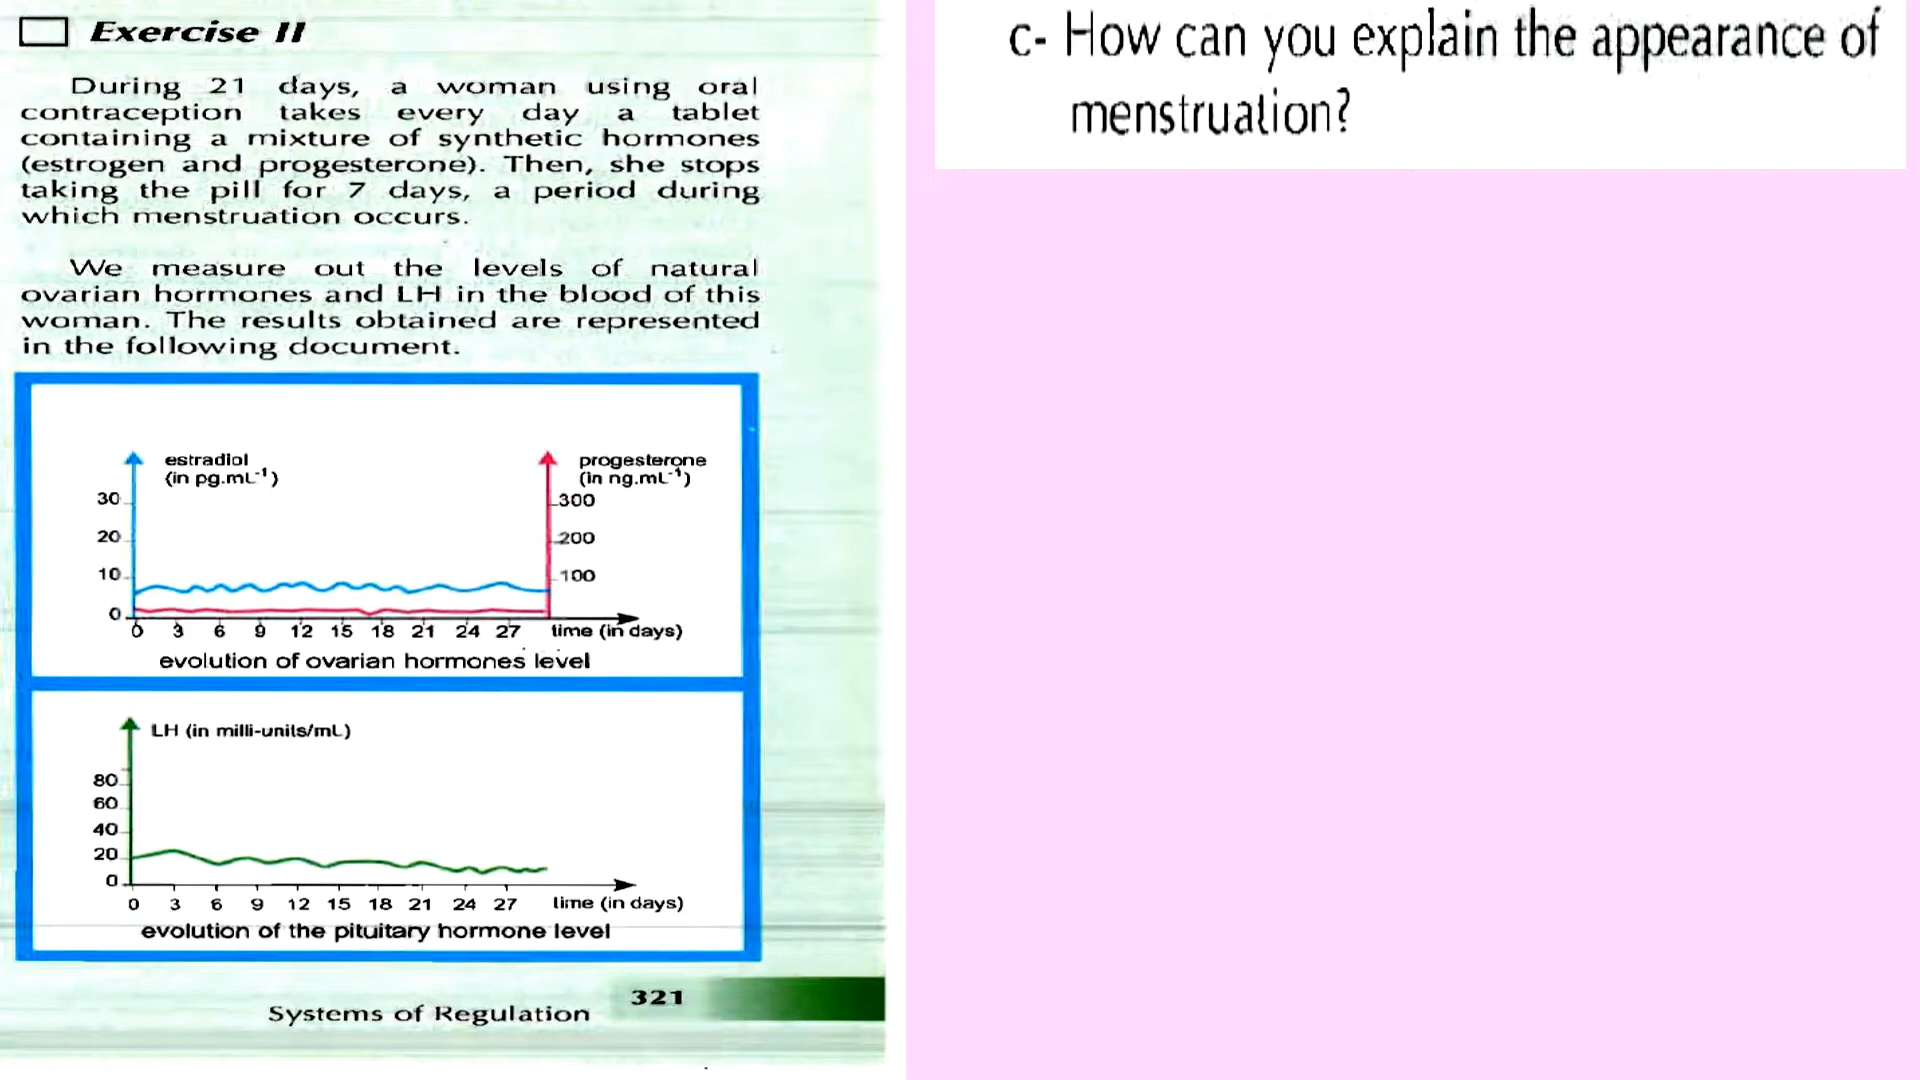 Exercise II
During 21 days, a woman using oral
contraception takes every day a tablet
containing a mixture of synthetic hormones
(estrogen and progesterone). Then, she stops
taking the pill for 7 days, a period during
which menstruation occurs.
We measure out the levels of natural
ovarian hormones and LH in the blood of this
woman. The results obtained are represented
in the following document.
estradiol
(in pg.mL⁻¹)
progesterone
(in ng.mL⁻¹)
30
20
10
0
300
200
100
0 3 6 9 12 15 18 21 24 27 time (in days)
evolution of ovarian hormones level
LH (in milli-units/mL)
80
60
40
20
0
0 3 6 9 12 15 18 21 24 27 time (in days)
evolution of the pituitary hormone level
Systems of Regulation
321
c- How can you explain the appearance of
menstruation?